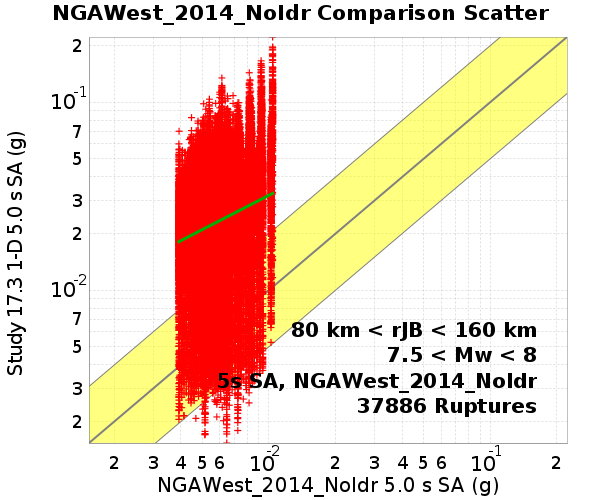 NGAWest_2014_NoIdr Comparison Scatter
Study 17.3 1-D 5.0 s SA (g)
2
10-1
7
5
3
2
10-2
7
5
3
2
80 km < rJB < 160 km
7.5 < Mw < 8
5s SA, NGAWest_2014_NoIdr
37886 Ruptures
2 3 4 5 6 10-2 2 3 4 5 6 10-1 2
NGAWest_2014_NoIdr 5.0 s SA (g)